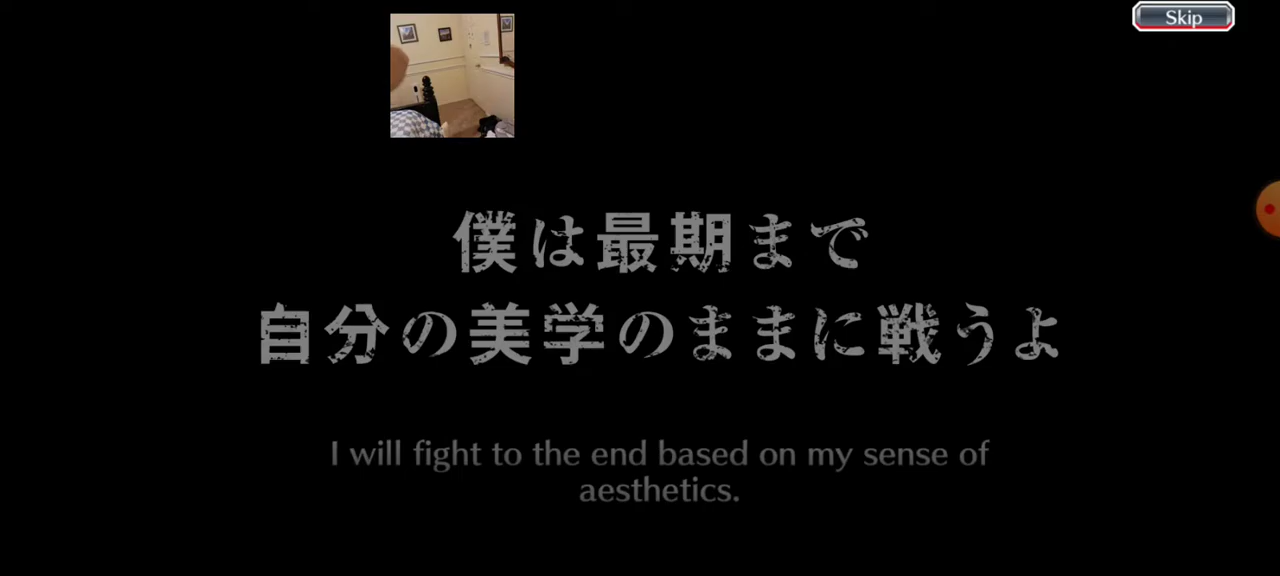 Skip
僕は最期まで
自分の美学のままに戦うよ
I will fight to the end based on my sense of
aesthetics.